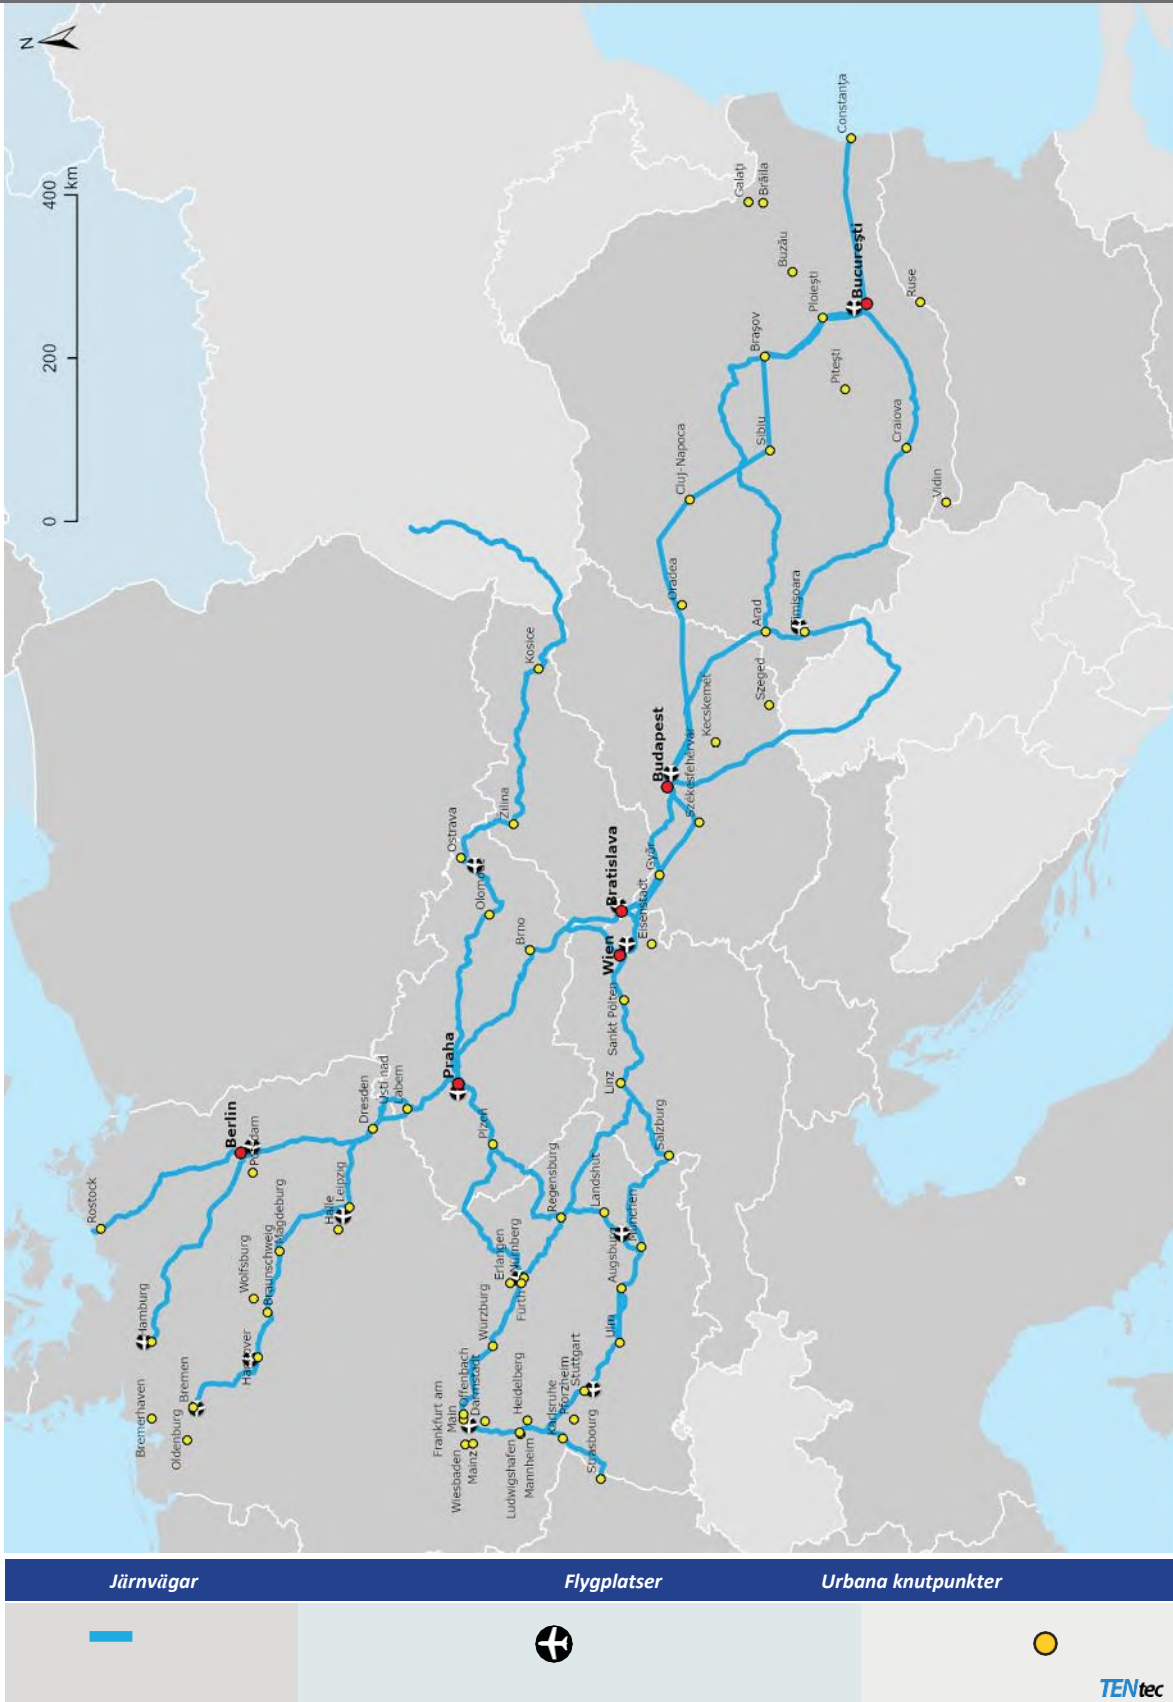 N
0
200
400
km
Rostock
Hamburg
Bremerhaven
Bremen
Oldenburg
Berlin
Wolfsburg
Braunschweig
Magdeburg
Halle
Leipzig
Dresden
Usti nad
Labem
Praha
Plzen
Ostrava
Olomouc
Zilina
Kosice
Brno
Frankfurt am
Main
Offenbach
Darmstadt
Wiesbaden
Mainz
Würzburg
Erlangen
Nürnberg
Fürth
Regensburg
Ludwigshafen
Mannheim
Heidelberg
Karlsruhe
Pforzheim
Stuttgart
Strasbourg
Ulm
Augsburg
München
Landshut
Salzburg
Linz
Sankt Pölten
Wien
Bratislava
Eisenstadt
Györ
Budapest
Székesfehérvár
Kecskemét
Szeged
Oradea
Cluj-Napoca
Arad
Timișoara
Sibiu
Brașov
Ploiești
Pitești
Buzău
Galați
Brăila
București
Constanța
Craiova
Ruse
Vidin
Järnvägar
Flygplatser
Urbana knutpunkter
TENtec